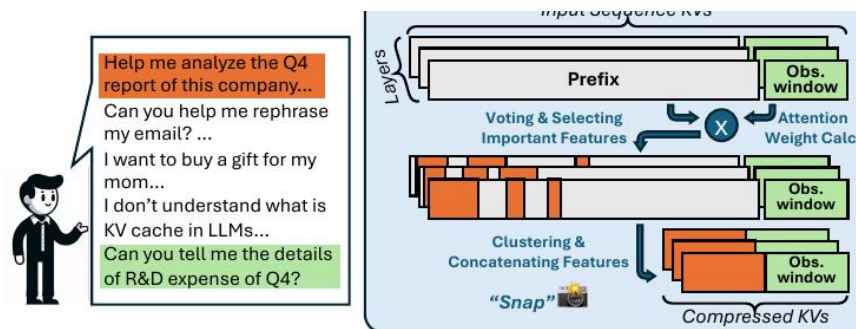 Help me analyze the Q4
report of this company...
Can you help me rephrase
my email? ...
I want to buy a gift for my
mom...
I don't understand what is
KV cache in LLMs...
Can you tell me the details
of R&D expense of Q4?
Input Sequence KVs
Layers
Prefix
Obs.
window
Voting & Selecting
Important Features
X
Attention
Weight Calc
Obs.
window
Clustering &
Concatenating Features
Obs.
window
“Snap”
Compressed KVs